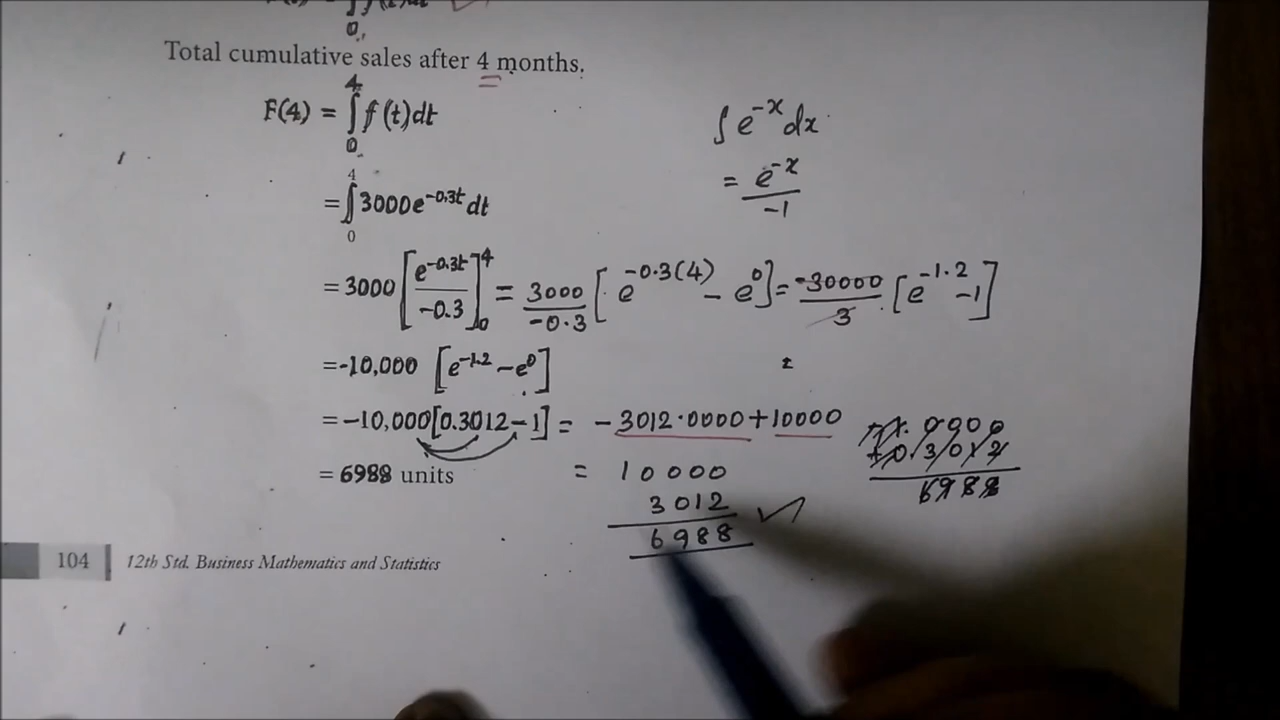 Total cumulative sales after 4 months.
F(4) = ∫₀⁴ f(t)dt
= ∫₀⁴ 3000e^{-0.3t} dt
= 3000 [e^{-0.3t}/-0.3]₀⁴ = 3000/-0.3 [e^{-0.3(4)} - e⁰] = -30000/3 [e^{-1.2} -1]
=-10,000 [e^{-1.2} - e⁰]
= -10,000[0.3012-1] = -3012.0000+10000
= 6988 units = 10000
3012
6988
∫e^{-x}dx
= e^{-x}/-1
6988
104 12th Std. Business Mathematics and Statistics